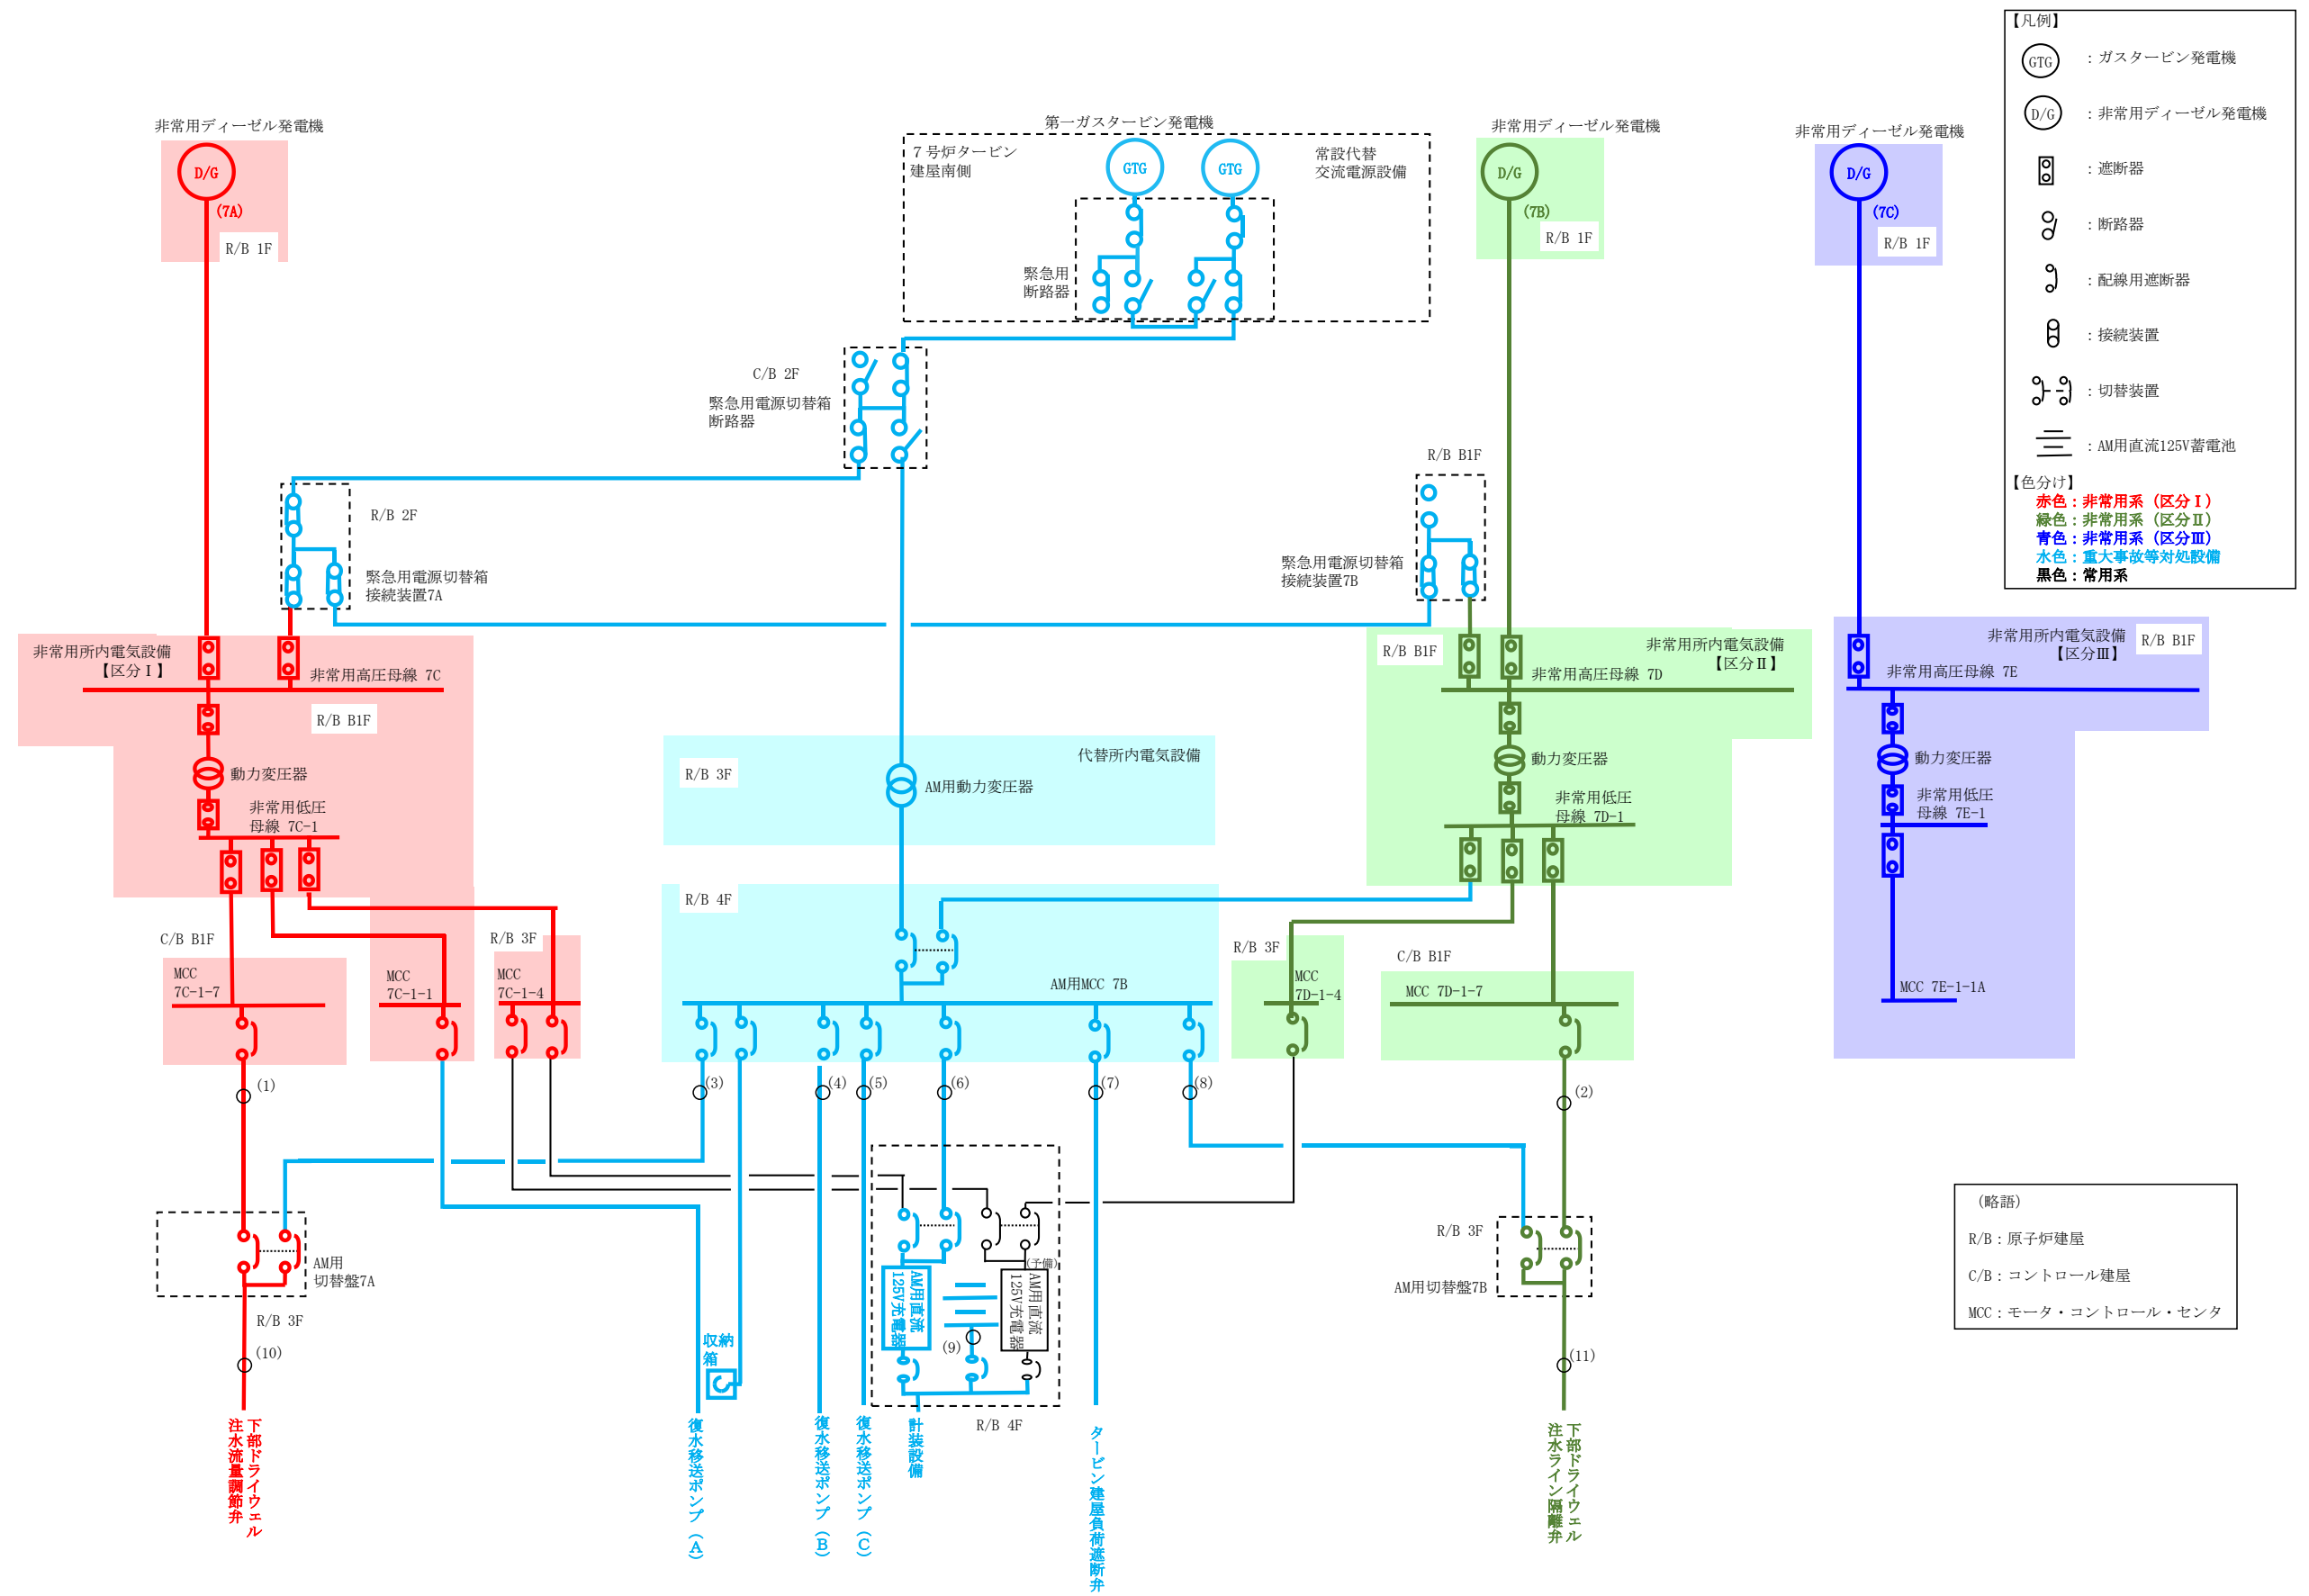 非常用ディーゼル発電機
D/G
(7A)
R/B 1F
第一ガスタービン発電機
７号炉タービン
建屋南側
GTG
GTG
常設代替
交流電源設備
緊急用
断路器
非常用ディーゼル発電機
D/G
(7B)
R/B 1F
非常用ディーゼル発電機
D/G
(7C)
R/B 1F
【凡例】
GTG
：ガスタービン発電機
D/G
：非常用ディーゼル発電機
：遮断器
：断路器
：配線用遮断器
：接続装置
：切替装置
：AM用直流125V蓄電池
【色分け】
赤色：非常用系（区分Ⅰ）
緑色：非常用系（区分Ⅱ）
青色：非常用系（区分Ⅲ）
水色：重大事故等対処設備
黒色：常用系
C/B 2F
緊急用電源切替箱
断路器
R/B 2F
緊急用電源切替箱
接続装置7A
R/B B1F
緊急用電源切替箱
接続装置7B
非常用所内電気設備
【区分Ⅰ】
非常用高圧母線 7C
R/B B1F
動力変圧器
非常用低圧
母線 7C-1
R/B 3F
代替所内電気設備
AM用動力変圧器
R/B B1F
非常用所内電気設備
【区分Ⅱ】
非常用高圧母線 7D
動力変圧器
非常用低圧
母線 7D-1
非常用所内電気設備
【区分Ⅲ】
R/B B1F
非常用高圧母線 7E
動力変圧器
非常用低圧
母線 7E-1
MCC 7E-1-1A
C/B B1F
MCC
7C-1-7
MCC
7C-1-1
R/B 3F
MCC
7C-1-4
R/B 4F
AM用MCC 7B
R/B 3F
MCC
7D-1-4
C/B B1F
MCC 7D-1-7
(1)
(3)
(4)
(5)
(6)
(7)
(8)
(2)
AM用
切替盤7A
R/B 3F
(10)
収納
箱
AM用直流
125V充電器
(9)
(予備)
AM用直流
125V充電器
R/B 4F
R/B 3F
AM用切替盤7B
(11)
（略語）
R/B：原子炉建屋
C/B：コントロール建屋
MCC：モータ・コントロール・センタ
下部ドライウェル
注水流量調節弁
復水移送ポンプ（Ａ）
復水移送ポンプ（Ｂ）
復水移送ポンプ（Ｃ）
計装設備
タービン建屋負荷遮断弁
下部ドライウェル
注水ライン隔離弁